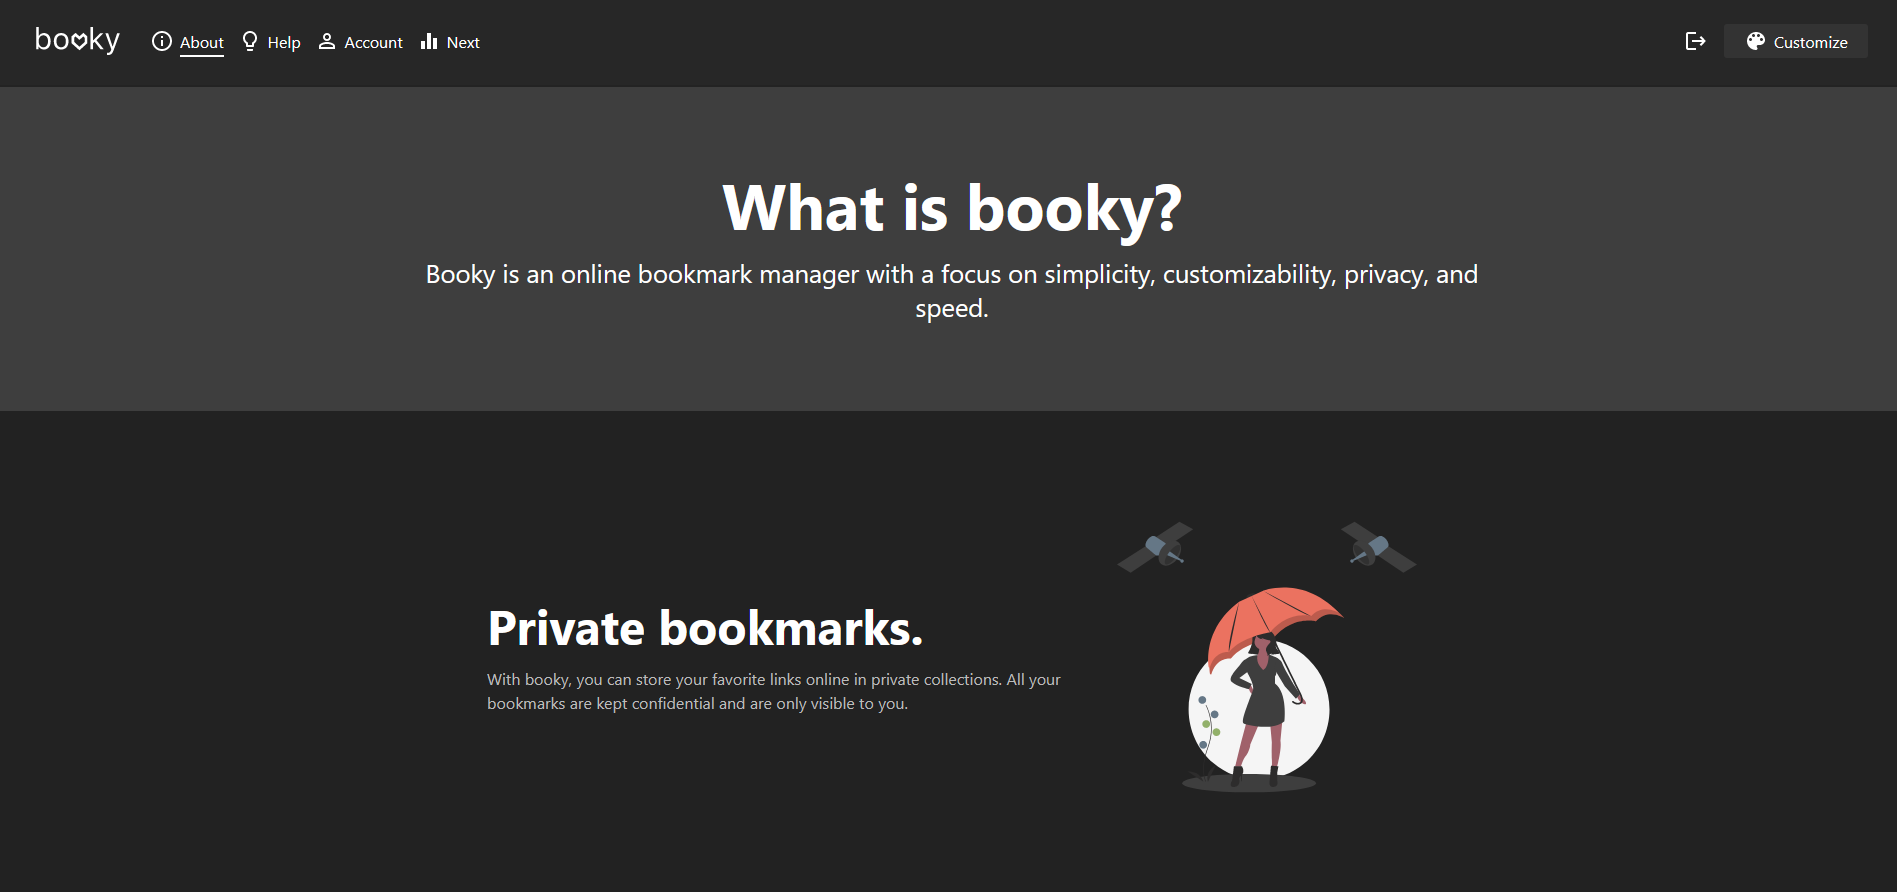 booky About Help Account Next Customize
What is booky?
Booky is an online bookmark manager with a focus on simplicity, customizability, privacy, and
speed.
Private bookmarks.
With booky, you can store your favorite links online in private collections. All your
bookmarks are kept confidential and are only visible to you.